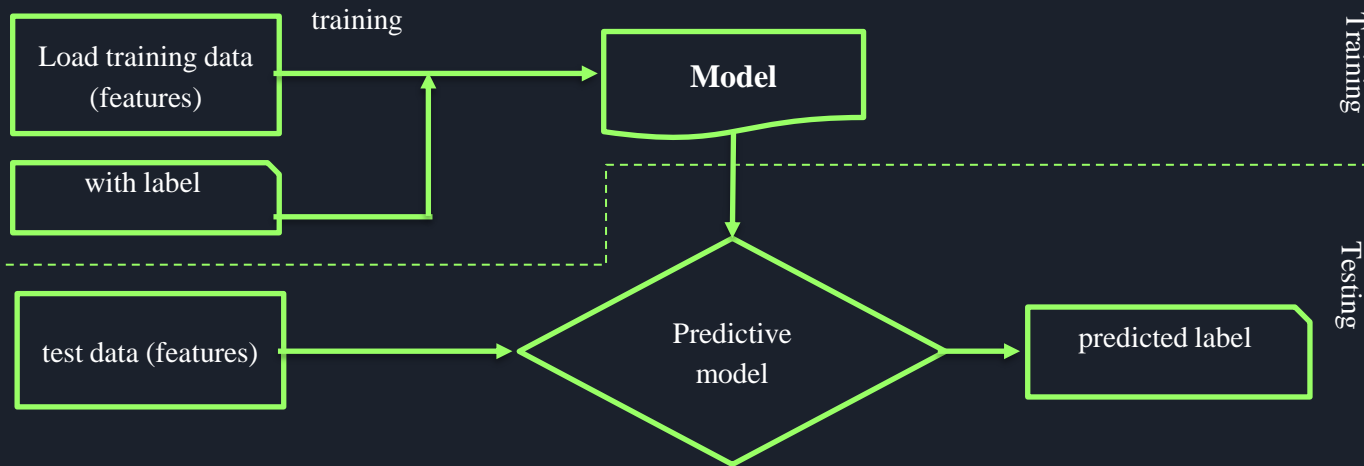 training
Load training data
(features)
Model
Training
with label
Testing
test data (features)
Predictive
model
predicted label